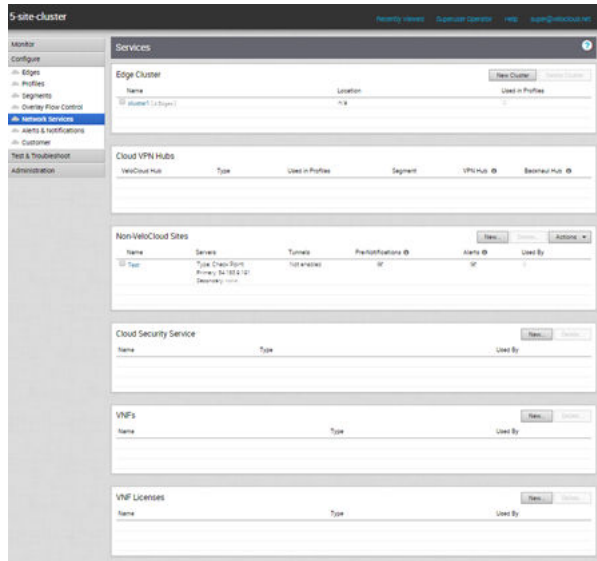 5-site-cluster
Recently Viewed Superuser Operator Help super@velocloud.net
Monitor
Configure
Edges
Profiles
Segments
Overlay Flow Control
Network Services
Alerts & Notifications
Customer
Test & Troubleshoot
Administration
Services
Edge Cluster
New Cluster Delete Cluster
Name Location Used in Profiles
cluster1 n/a
Cloud VPN Hubs
VeloCloud Hub Type Used in Profiles Segment VPN Hub Backhaul Hub
Non-VeloCloud Sites
New... Delete... Actions
Name Servers Tunnels Pre-Notifications Alerts Used By
Test Type: Check Point Not enabled
Primary:
Secondary: none
Cloud Security Service
New... Delete...
Name Type Used By
VNFs
New... Delete...
Name Type Used By
VNF Licenses
New... Delete...
Name Type Used By